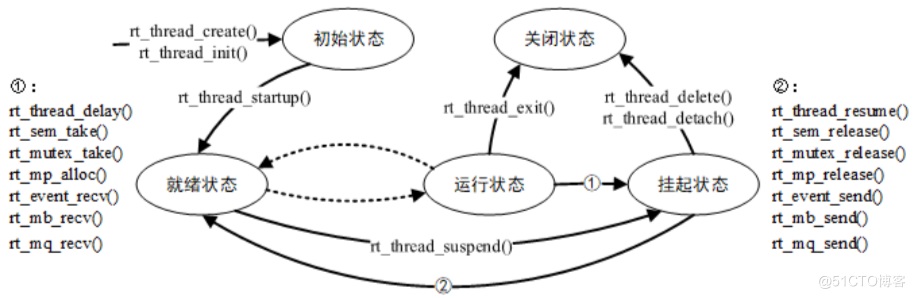 rt_thread_create()
rt_thread_init()
初始状态
关闭状态
①：
rt_thread_delay()
rt_sem_take()
rt_mutex_take()
rt_mp_alloc()
rt_event_recv()
rt_mb_recv()
rt_mq_recv()
rt_thread_startup()
rt_thread_exit()
rt_thread_delete()
rt_thread_detach()
②：
rt_thread_resume()
rt_sem_release()
rt_mutex_release()
rt_mp_release()
rt_event_send()
rt_mb_send()
rt_mq_send()
就绪状态
运行状态
①
挂起状态
rt_thread_suspend()
②
@51CTO博客